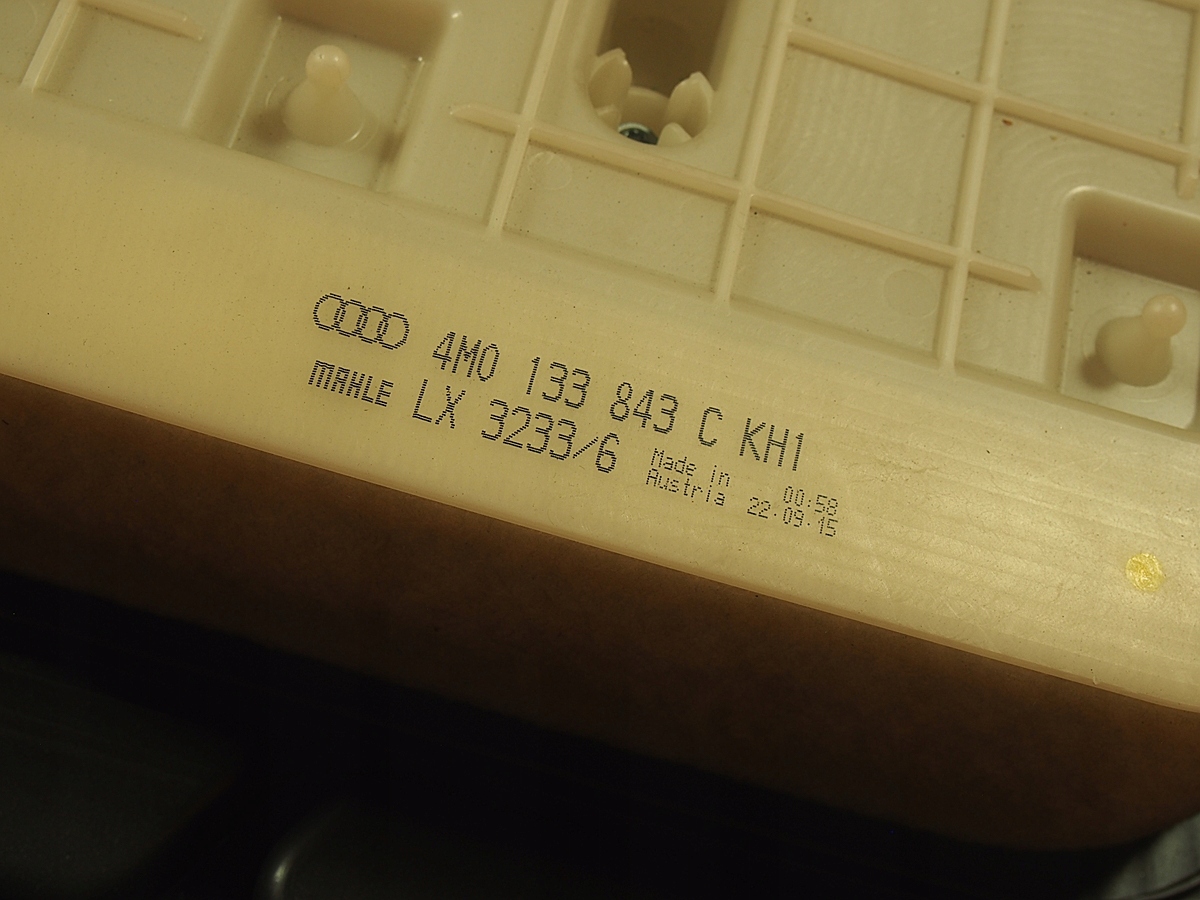 4M0 133 843 C KH1
MAHLE LX 3233/6
Made in 00:58
Austria 22.09.15